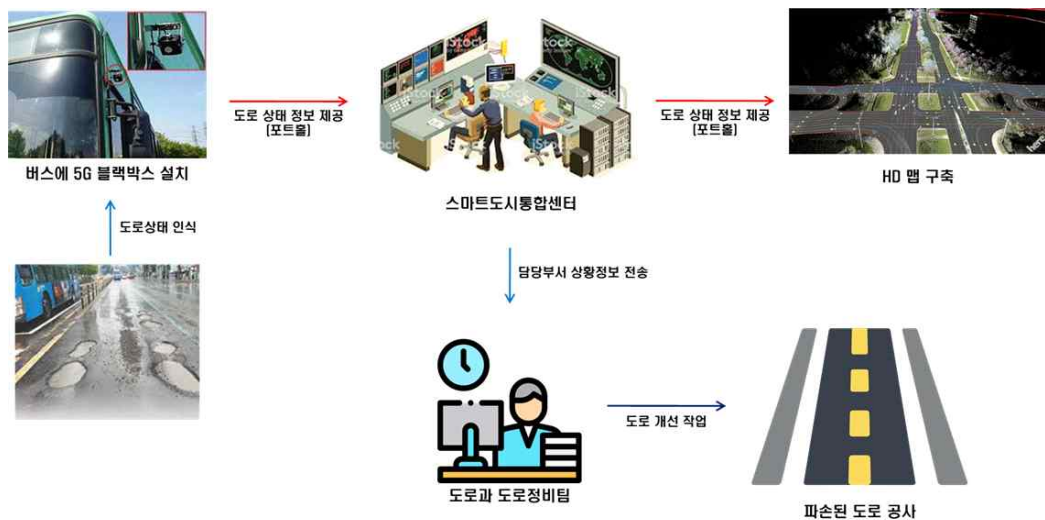 iStock
iStock
iStock
iStock
도로 상태 정보 제공
[포트홀]
도로 상태 정보 제공
[포트홀]
버스에 5G 블랙박스 설치
스마트도시통합센터
HD 맵 구축
도로상태 인식
담당부서 상황정보 전송
도로 개선 작업
도로과 도로정비팀
파손된 도로 공사